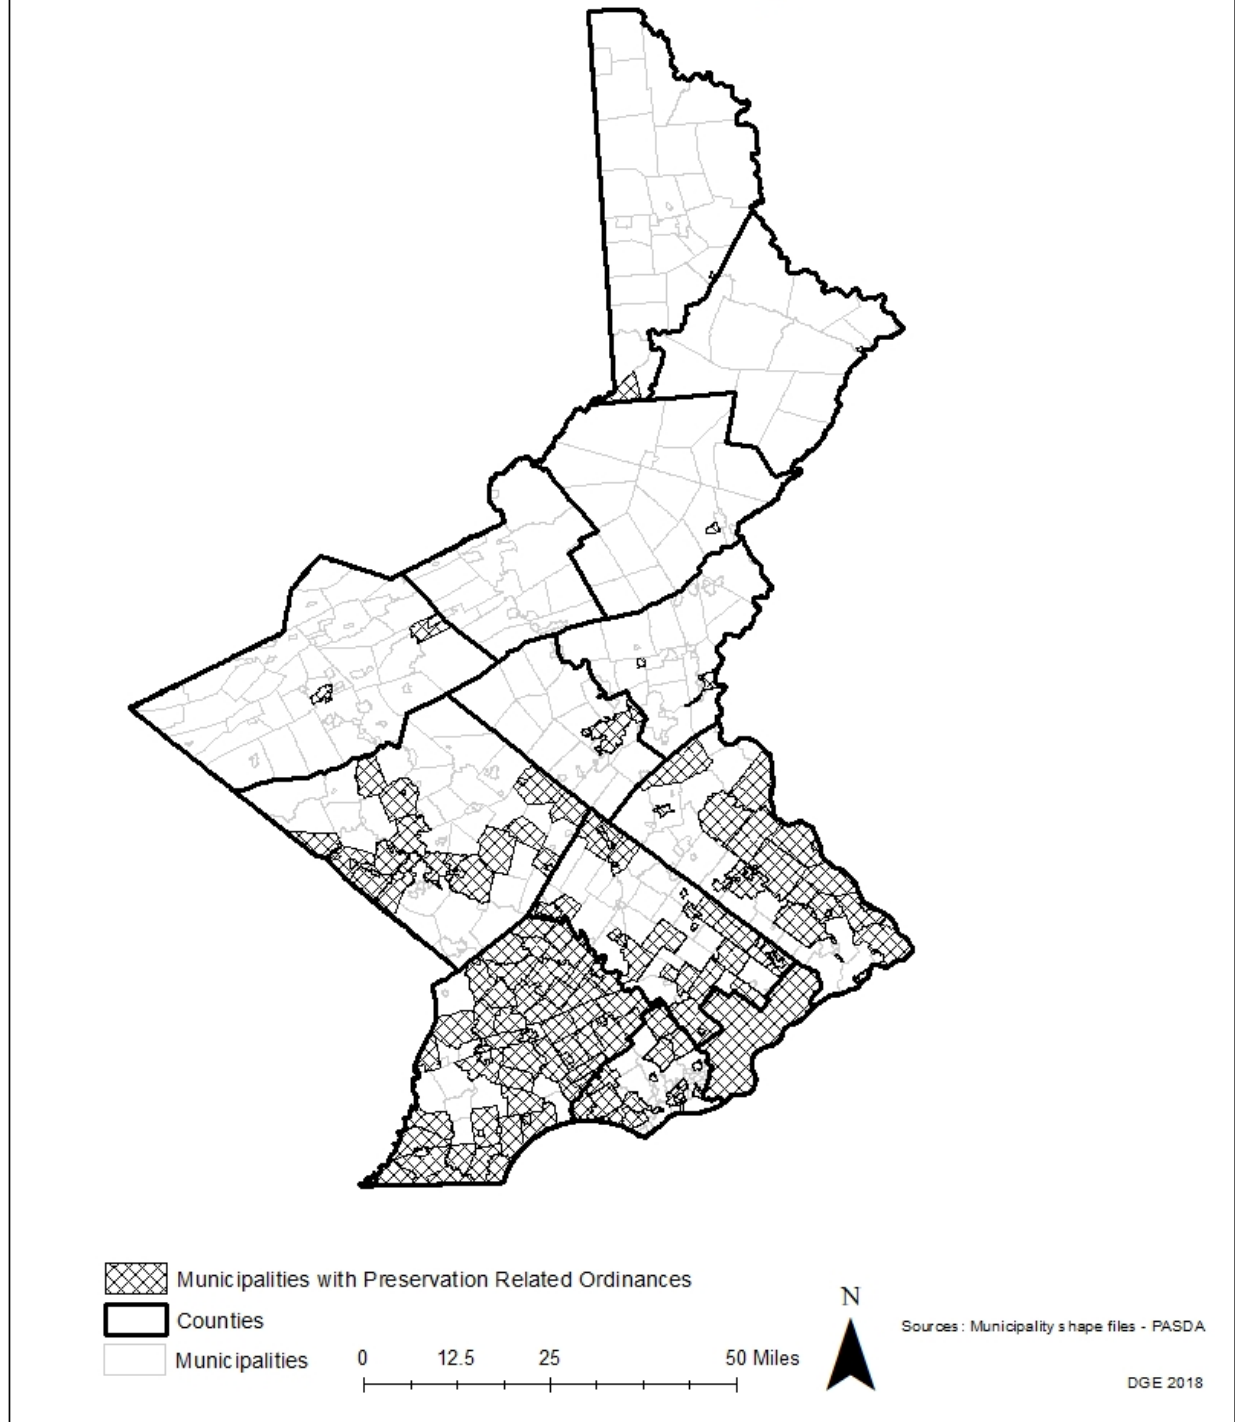 Municipalities with Preservation Related Ordinances
Counties
Municipalities
0 12.5 25 50 Miles
N
Sources: Municipality shape files - PASDA
DGE 2018